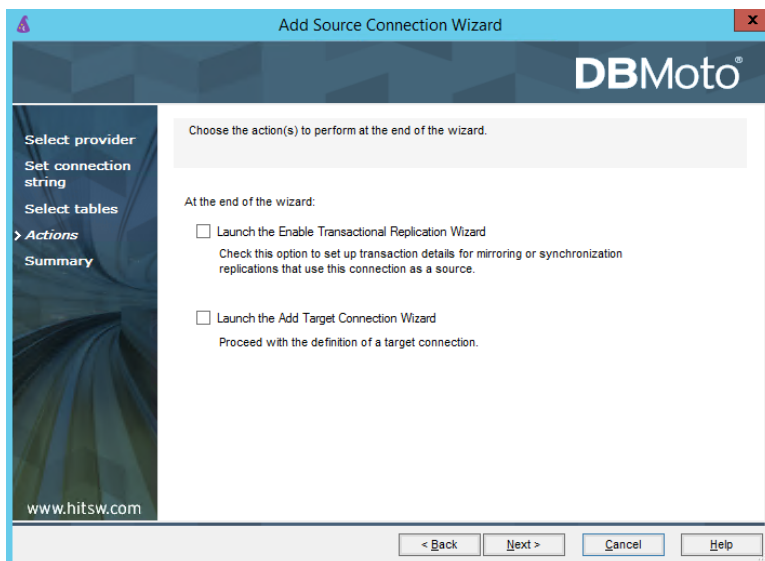 Add Source Connection Wizard
x
DBMoto®
Select provider
Set connection
string
Select tables
Actions
Summary
www.hitsw.com
Choose the action(s) to perform at the end of the wizard.
At the end of the wizard:
Launch the Enable Transactional Replication Wizard
Check this option to set up transaction details for mirroring or synchronization
replications that use this connection as a source.
Launch the Add Target Connection Wizard
Proceed with the definition of a target connection.
< Back
Next >
Cancel
Help